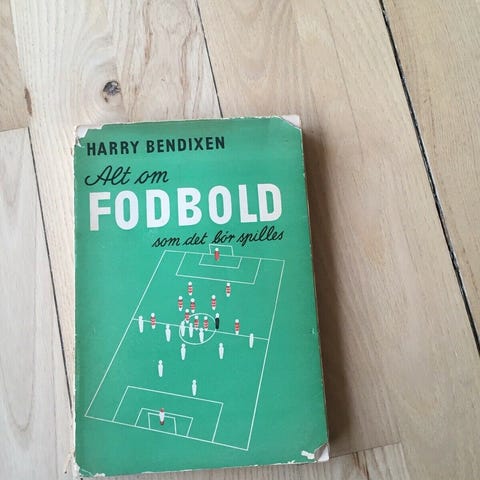 HARRY BENDIXEN
Alt om
FODBOLD
som det bør spilles